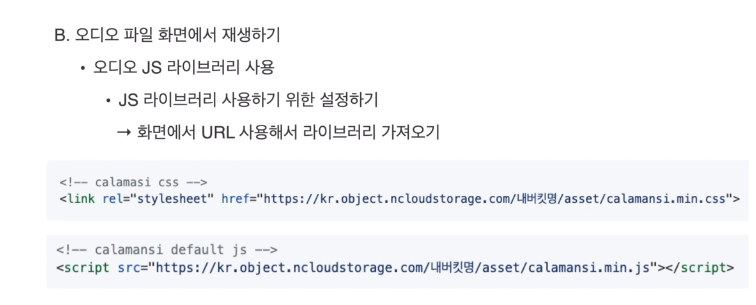 B. 오디오 파일 화면에서 재생하기
• 오디오 JS 라이브러리 사용
• JS 라이브러리 사용하기 위한 설정하기
→ 화면에서 URL 사용해서 라이브러리 가져오기
<!-- calamasi css -->
<link rel="stylesheet" href="https://kr.object.ncloudstorage.com/내버킷명/asset/calamansi.min.css">
<!-- calamansi default js -->
<script src="https://kr.object.ncloudstorage.com/내버킷명/asset/calamansi.min.js"></script>